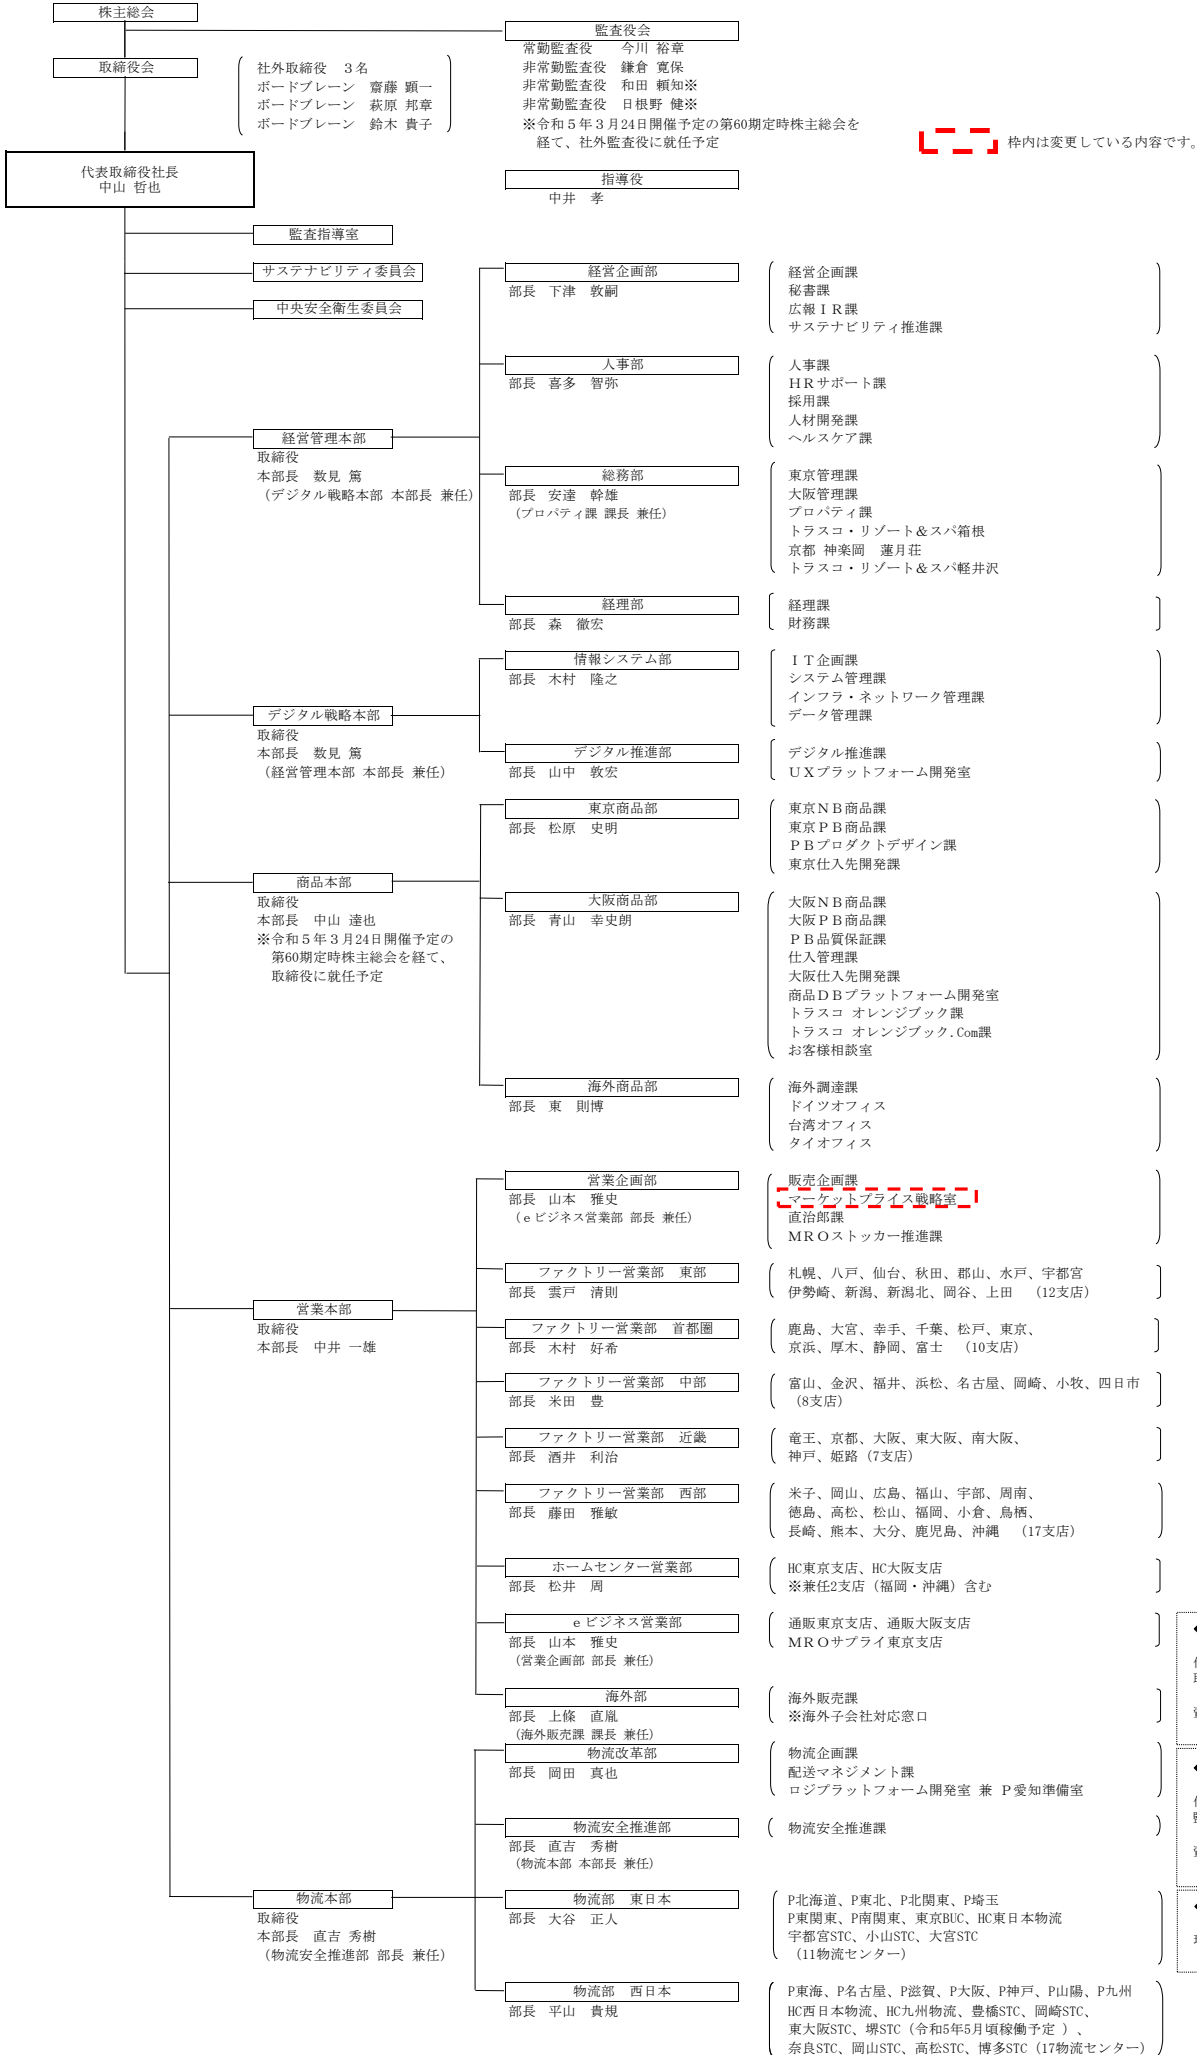 株主総会
監査役会
常勤監査役　今川 裕章
非常勤監査役　鎌倉 寛保
非常勤監査役　和田 頼知※
非常勤監査役　日根野 健※
※令和５年３月24日開催予定の第60期定時株主総会を
経て、社外監査役に就任予定
取締役会
社外取締役　３名
ボードブレーン　齋藤 顕一
ボードブレーン　萩原 邦章
ボードブレーン　鈴木 貴子
枠内は変更している内容です。
代表取締役社長
中山 哲也
指導役
中井　孝
監査指導室
サステナビリティ委員会
中央安全衛生委員会
経営管理本部
取締役
本部長　数見 篤
（デジタル戦略本部 本部長 兼任）
経営企画部
部長　下津　敦嗣
経営企画課
秘書課
広報ＩＲ課
サステナビリティ推進課
人事部
部長　喜多　智弥
人事課
ＨＲサポート課
採用課
人材開発課
ヘルスケア課
総務部
部長　安達　幹雄
（プロパティ課 課長 兼任）
東京管理課
大阪管理課
プロパティ課
トラスコ・リゾート＆スパ箱根
京都 神楽岡　蓮月荘
トラスコ・リゾート＆スパ軽井沢
経理部
部長　森　徹宏
経理課
財務課
デジタル戦略本部
取締役
本部長　数見 篤
（経営管理本部 本部長 兼任）
情報システム部
部長　木村　隆之
ＩＴ企画課
システム管理課
インフラ・ネットワーク管理課
データ管理課
デジタル推進部
部長　山中　敦宏
デジタル推進課
ＵＸプラットフォーム開発室
商品本部
取締役
本部長　中山 達也
※令和５年３月24日開催予定の
第60期定時株主総会を経て、
取締役に就任予定
東京商品部
部長　松原　史明
東京ＮＢ商品課
東京ＰＢ商品課
ＰＢプロダクトデザイン課
東京仕入先開発課
大阪商品部
部長　青山　幸史朗
大阪ＮＢ商品課
大阪ＰＢ商品課
ＰＢ品質保証課
仕入管理課
大阪仕入先開発課
商品ＤＢプラットフォーム開発室
トラスコ オレンジブック課
トラスコ オレンジブック.Com課
お客様相談室
海外商品部
部長　東　則博
海外調達課
ドイツオフィス
台湾オフィス
タイオフィス
営業本部
取締役
本部長　中井 一雄
営業企画部
部長　山本　雅史
（ｅビジネス営業部 部長 兼任）
販売企画課
マーケットプライス戦略室
直治郎課
ＭＲＯストッカー推進課
ファクトリー営業部　東部
部長　雲戸　清則
札幌、八戸、仙台、秋田、郡山、水戸、宇都宮
伊勢崎、新潟、新潟北、岡谷、上田　（12支店）
ファクトリー営業部　首都圏
部長　木村　好希
鹿島、大宮、幸手、千葉、松戸、東京、
京浜、厚木、静岡、富士　（10支店）
ファクトリー営業部　中部
部長　米田　豊
富山、金沢、福井、浜松、名古屋、岡崎、小牧、四日市
（8支店）
ファクトリー営業部　近畿
部長　酒井　利治
竜王、京都、大阪、東大阪、南大阪、
神戸、姫路（7支店）
ファクトリー営業部　西部
部長　藤田　雅敏
米子、岡山、広島、福山、宇部、周南、
徳島、高松、松山、福岡、小倉、鳥栖、
長崎、熊本、大分、鹿児島、沖縄　（17支店）
ホームセンター営業部
部長　松井　周
HC東京支店、HC大阪支店
※兼任2支店（福岡・沖縄）含む
ｅビジネス営業部
部長　山本　雅史
（営業企画部 部長 兼任）
通販東京支店、通販大阪支店
ＭＲＯサプライ東京支店
海外部
部長　上條　直胤
（海外販売課 課長 兼任）
海外販売課
※海外子会社対応窓口
物流本部
取締役
本部長　直吉 秀樹
（物流安全推進部 部長 兼任）
物流改革部
部長　岡田　真也
物流企画課
配送マネジメント課
ロジプラットフォーム開発室 兼 Ｐ愛知準備室
物流安全推進部
部長　直吉　秀樹
（物流本部 本部長 兼任）
物流安全推進課
物流部　東日本
部長　大谷　正人
P北海道、P東北、P北関東、P埼玉
P東関東、P南関東、東京BUC、HC東日本物流
宇都宮STC、小山STC、大宮STC
（11物流センター）
物流部　西日本
部長　平山　貴規
P東海、P名古屋、P滋賀、P大阪、P神戸、P山陽、P九州
HC西日本物流、HC九州物流、豊橋STC、岡崎STC、
東大阪STC、堺STC（令和5年5月頃稼働予定 ）、
奈良STC、岡山STC、高松STC、博多STC（17物流センター）